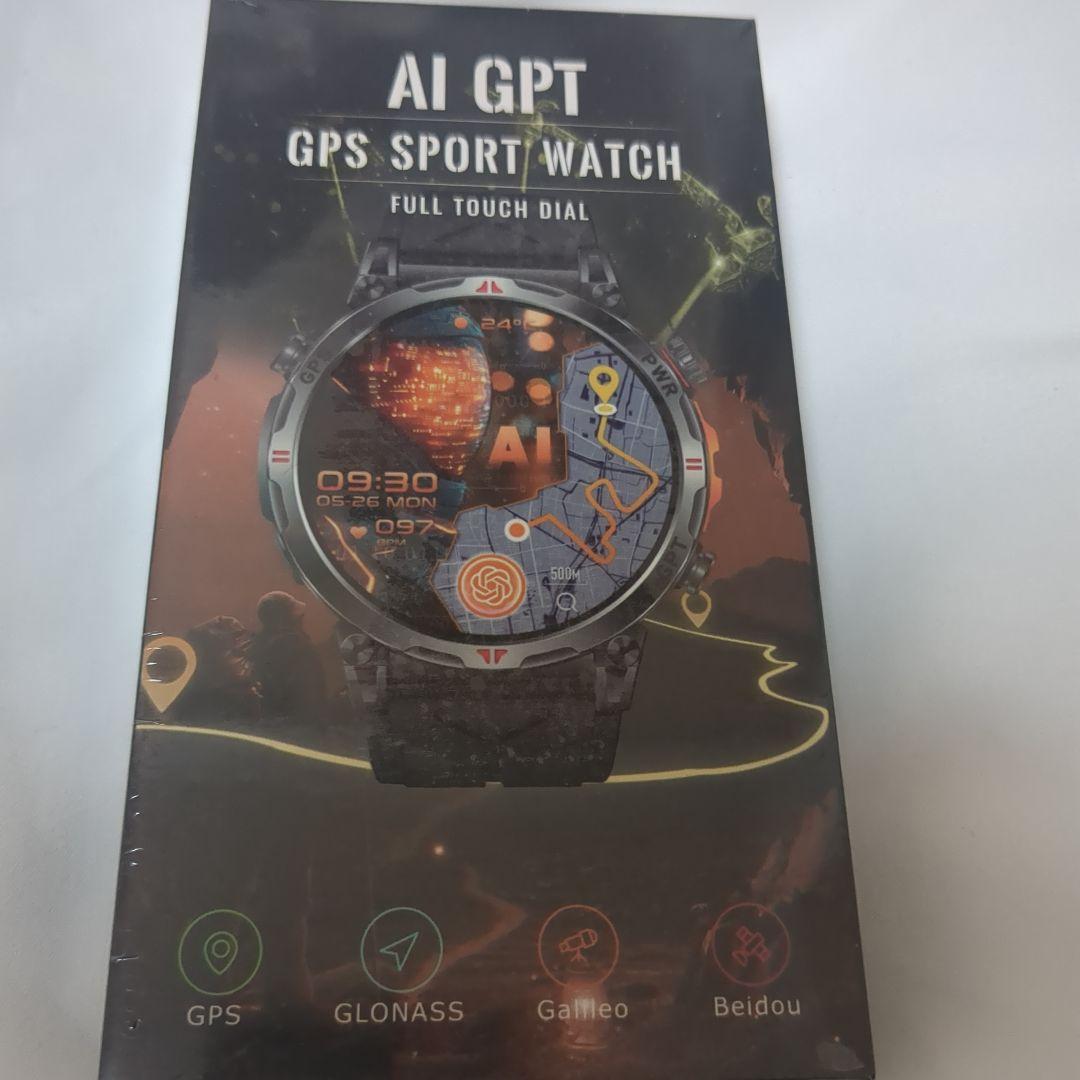 AI GPT
GPS SPORT WATCH
FULL TOUCH DIAL
24°C
GPS
PWR
AI
09:30
05-26 MON
097
BPM
500M
GPT
GPS
GLONASS
Galileo
Beidou